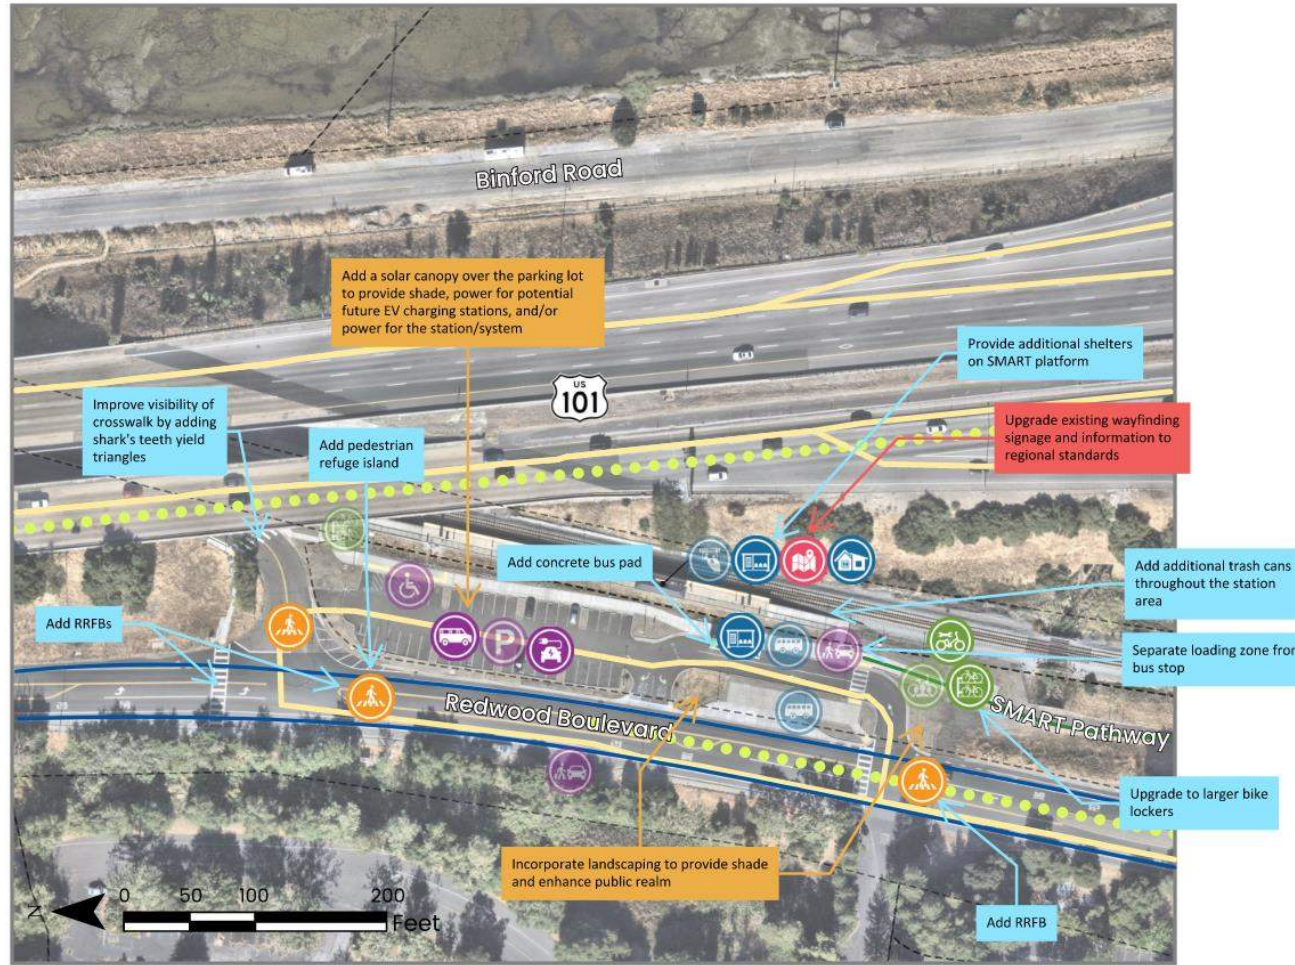 Binford Road
Add a solar canopy over the parking lot
to provide shade, power for potential
future EV charging stations, and/or
power for the station/system
Provide additional shelters
on SMART platform
US
101
Improve visibility of
crosswalk by adding
shark's teeth yield
triangles
Add pedestrian
refuge island
Upgrade existing wayfinding
signage and information to
regional standards
Add concrete bus pad
Add additional trash cans
throughout the station
area
Add RRFBs
P
Separate loading zone from
bus stop
Redwood Boulevard
SMART Pathway
Upgrade to larger bike
lockers
Incorporate landscaping to provide shade
and enhance public realm
Add RRFB
N
0 50 100 200
Feet